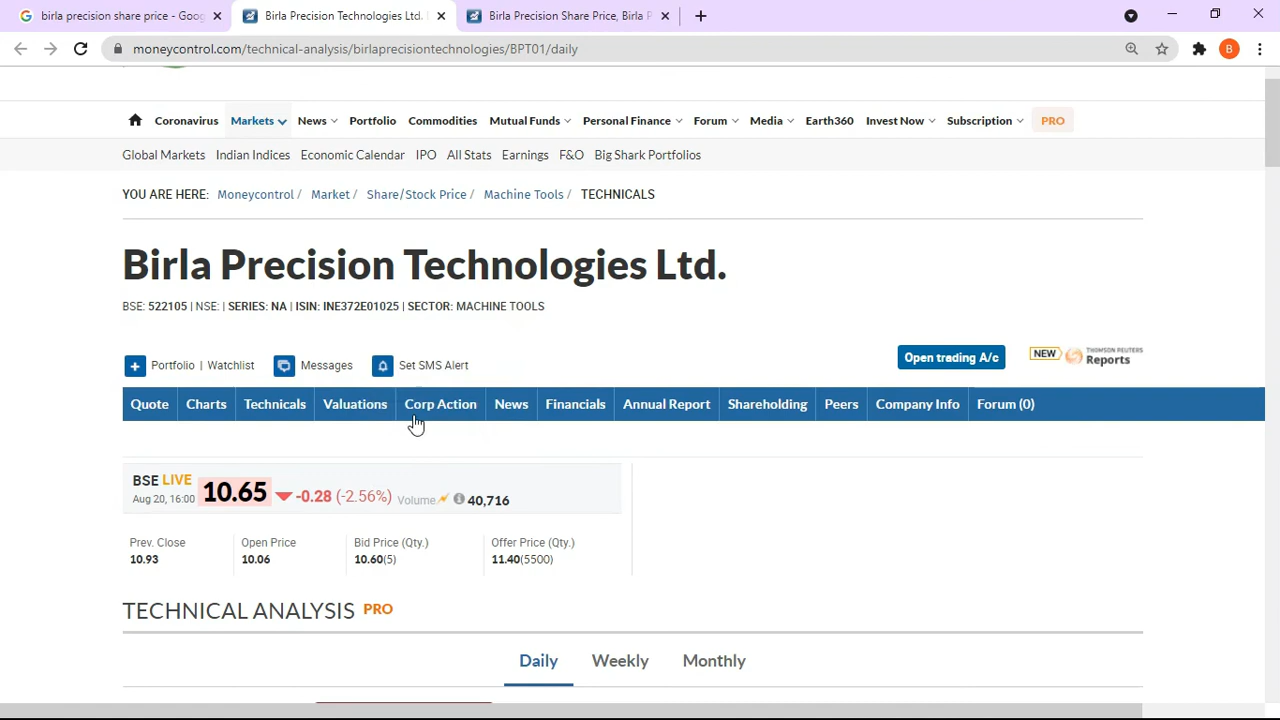 birla precision share price - Goog
Birla Precision Technologies Ltd.
Birla Precision Share Price, Birla P
moneycontrol.com/technical-analysis/birlaprecisiontechnologies/BPT01/daily
B
Coronavirus Markets News Portfolio Commodities Mutual Funds Personal Finance Forum Media Earth360 Invest Now Subscription PRO
Global Markets Indian Indices Economic Calendar IPO All Stats Earnings F&O Big Shark Portfolios
YOU ARE HERE: Moneycontrol / Market / Share/Stock Price / Machine Tools / TECHNICALS
Birla Precision Technologies Ltd.
BSE: 522105 | NSE: | SERIES: NA | ISIN: INE372E01025 | SECTOR: MACHINE TOOLS
Portfolio | Watchlist Messages Set SMS Alert Open trading A/c NEW THOMSON REUTERS Reports
Quote Charts Technicals Valuations Corp Action News Financials Annual Report Shareholding Peers Company Info Forum (0)
BSE LIVE
Aug 20, 16:00
10.65 -0.28 (-2.56%) Volume 40,716
Prev. Close Open Price Bid Price (Qty.) Offer Price (Qty.)
10.93 10.06 10.60(5) 11.40(5500)
TECHNICAL ANALYSIS PRO
Daily Weekly Monthly